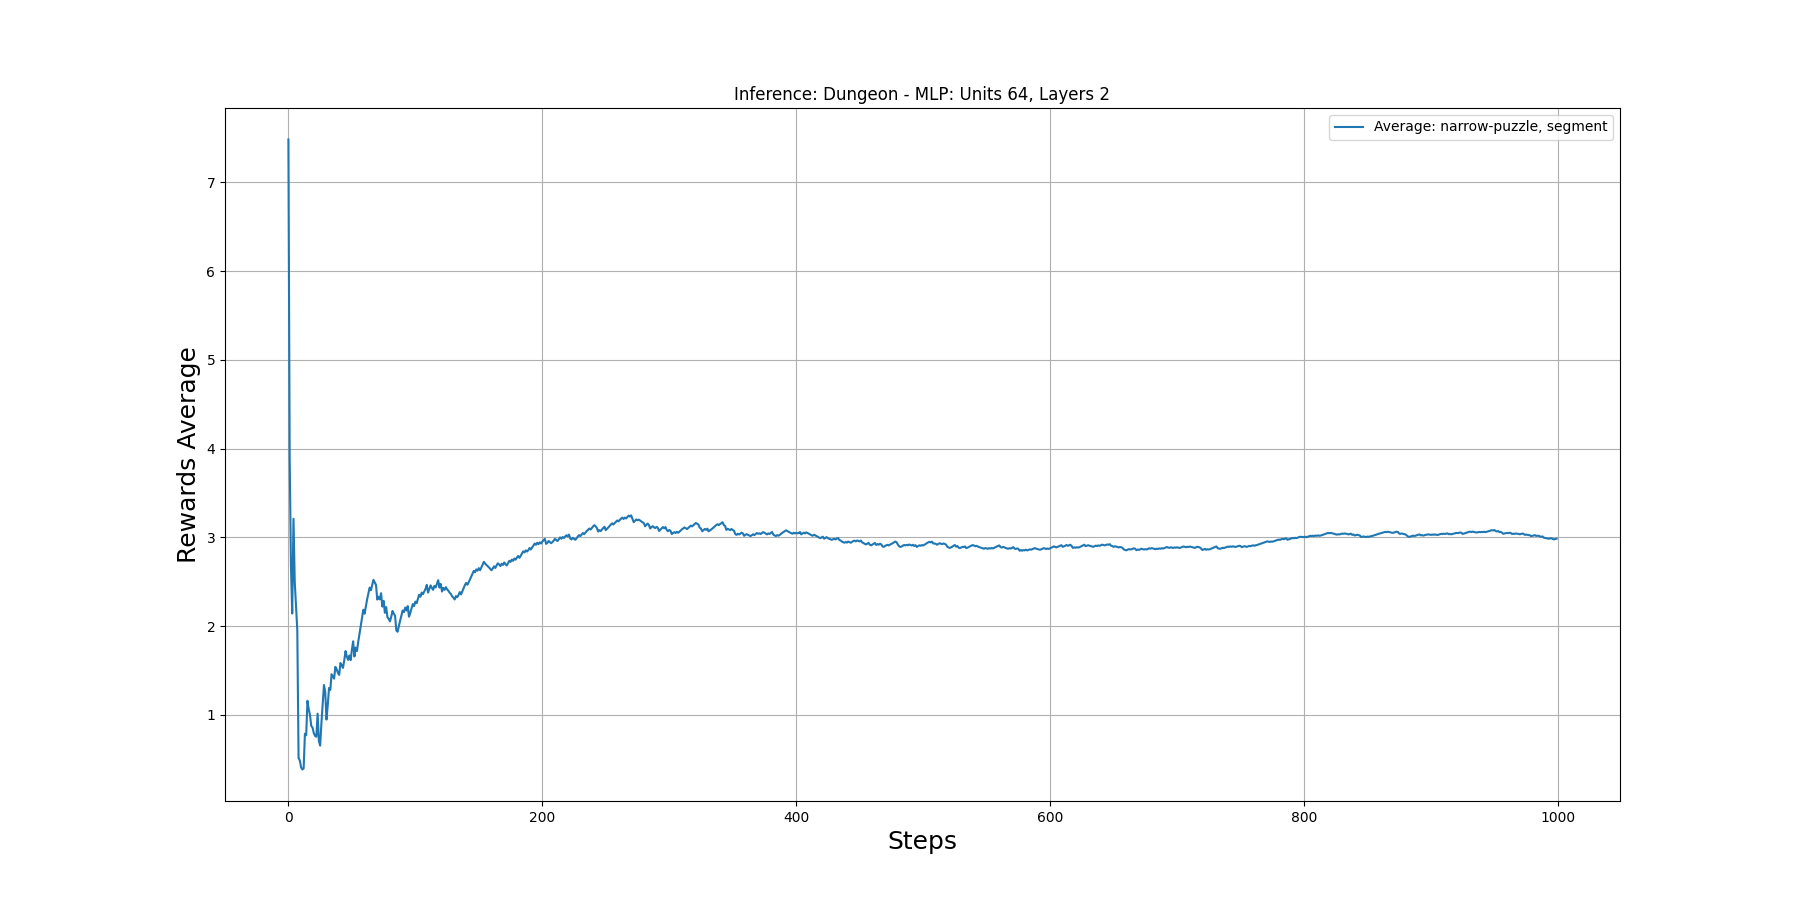 Inference: Dungeon - MLP: Units 64, Layers 2
Average: narrow-puzzle, segment
Rewards Average
7
6
5
4
3
2
1
0 200 400 600 800 1000
Steps